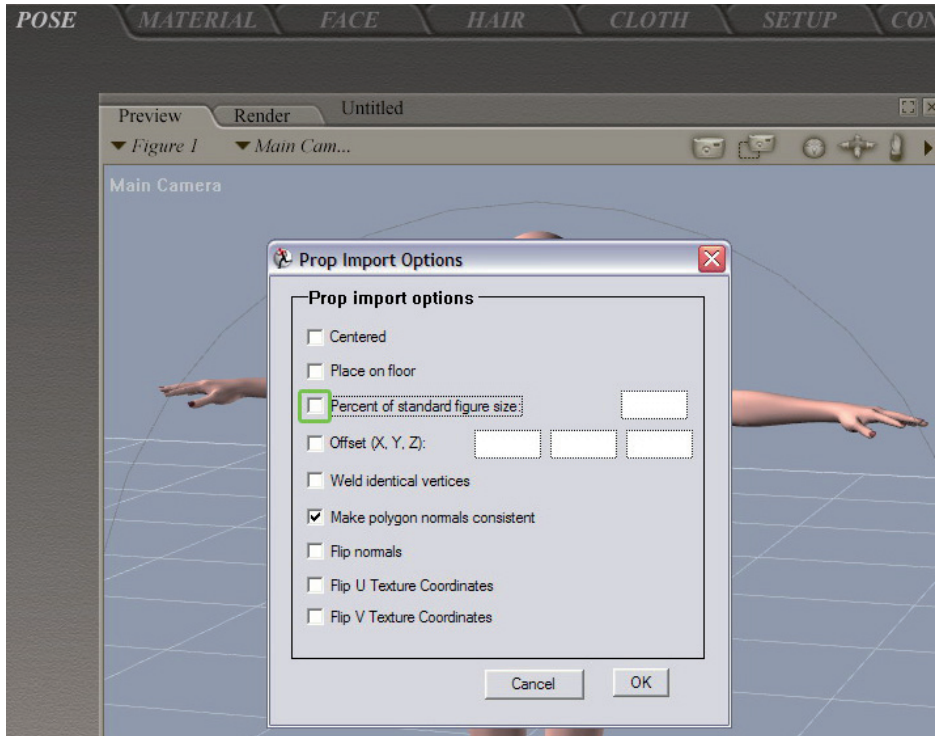 POSE MATERIAL FACE HAIR CLOTH SETUP CON
Preview Render Untitled
Figure 1 Main Cam...
Main Camera
Prop Import Options
Prop import options
Centered
Place on floor
Percent of standard figure size:
Offset (X, Y, Z):
Weld identical vertices
Make polygon normals consistent
Flip normals
Flip U Texture Coordinates
Flip V Texture Coordinates
Cancel OK